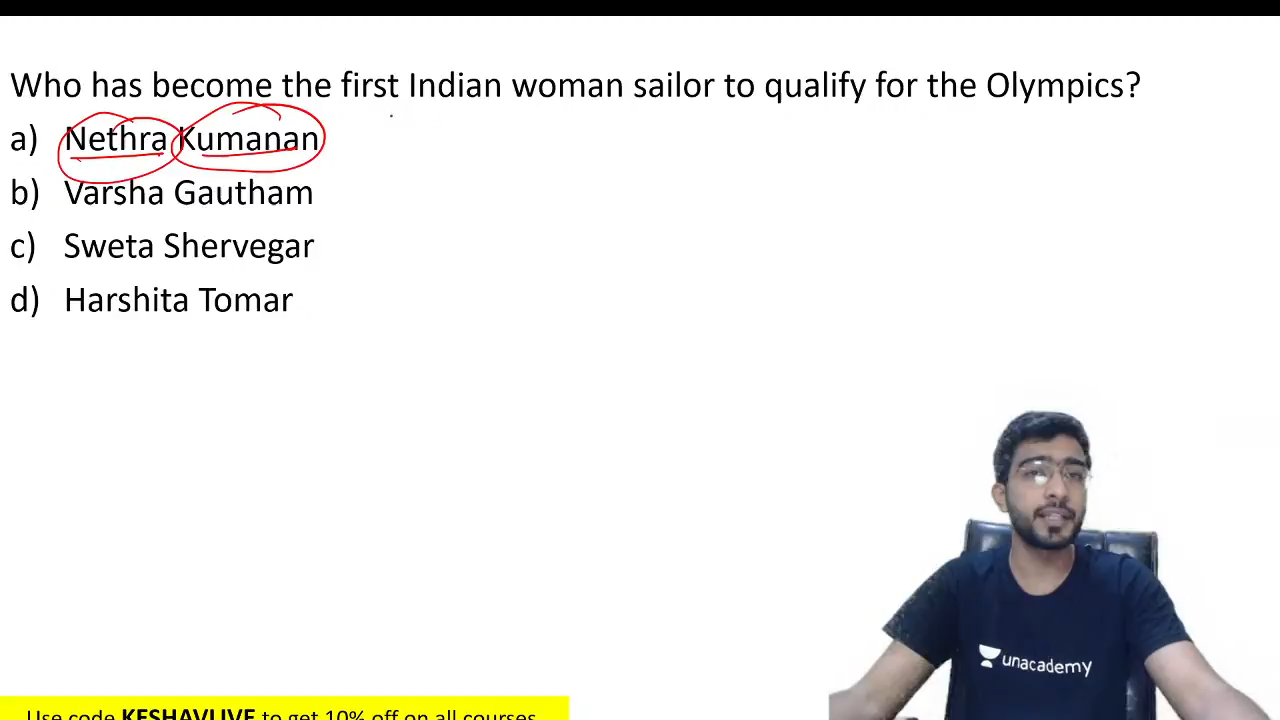 Who has become the first Indian woman sailor to qualify for the Olympics?
a) Nethra Kumanan
b) Varsha Gautham
c) Sweta Shervegar
d) Harshita Tomar
unacademy
Use code KESHAVLIVE to get 10% off on all courses